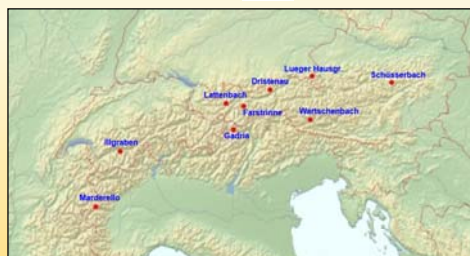 Lueger Hausgr.
Schüsserbach
Dristenau
Lattenbach
Farstrinne
Wartschenbach
Gadria
Illgraben
Marderello